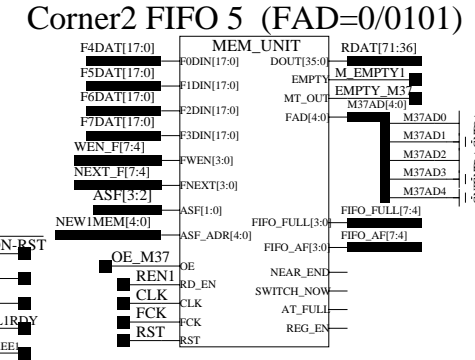 Corner2 FIFO 5 (FAD=0/0101)
MEM_UNIT
F4DAT[17:0]
F0DIN[17:0]
F5DAT[17:0]
F1DIN[17:0]
F6DAT[17:0]
F2DIN[17:0]
F7DAT[17:0]
F3DIN[17:0]
WEN_F[7:4]
FWEN[3:0]
NEXT_F[7:4]
FNEXT[3:0]
ASF[3:2]
ASF[1:0]
NEW1MEM[4:0]
ASF_ADR[4:0]
OE_M37
OE
REN1
RD_EN
CLK
CLK
FCK
FCK
RST
RST
RDAT[71:36]
DOUT[35:0]
M_EMPTY1
EMPTY
EMPTY_M37
MT_OUT
M37AD[4:0]
FAD[4:0]
M37AD0
M37AD1
M37AD2
M37AD3
M37AD4
FIFO_FULL[7:4]
FIFO_FULL[3:0]
FIFO_AF[7:4]
FIFO_AF[3:0]
NEAR_END
SWITCH_NOW
AT_FULL
REG_EN
N-RST
L1RDY
EE1